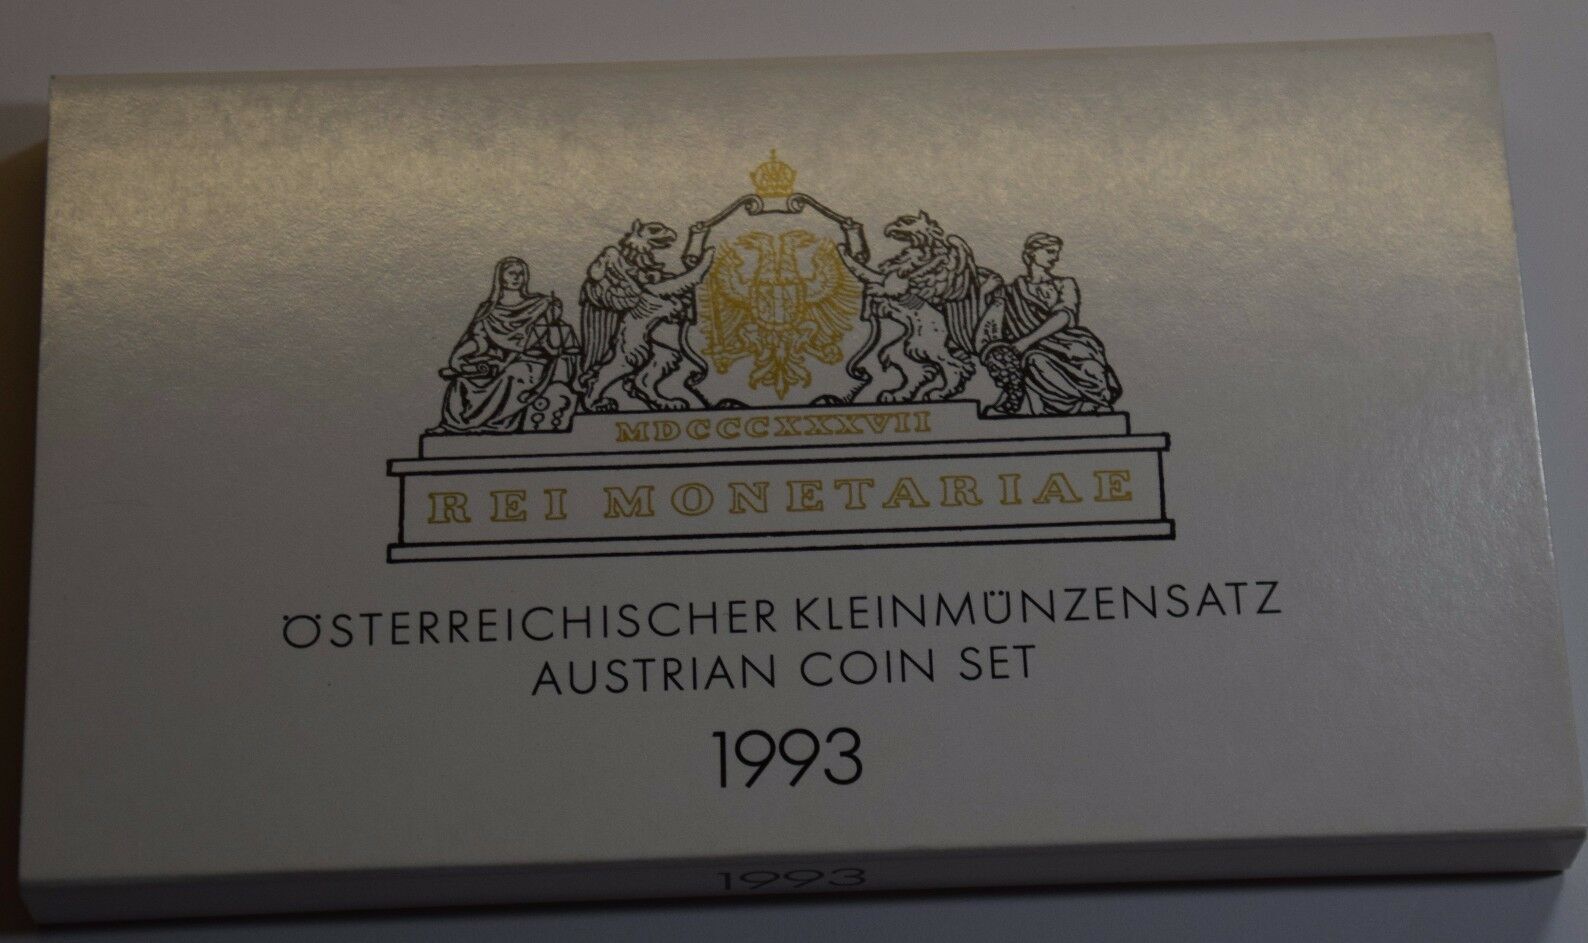 MDCCCXXXVII
REI MONETARIAE
ÖSTERREICHISCHER KLEINMÜNZENSATZ
AUSTRIAN COIN SET
1993
1993